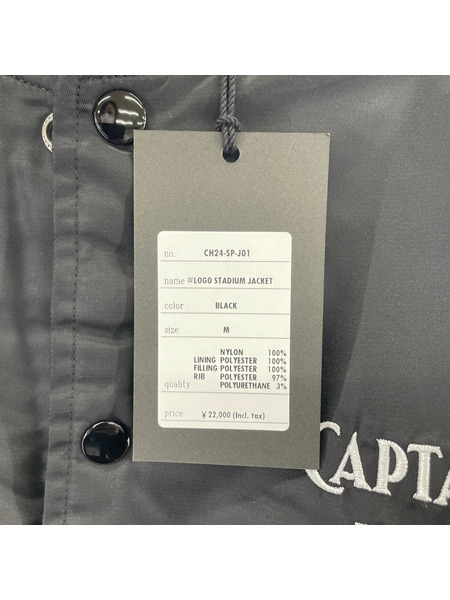 no. CH24-SP-J01
name #LOGO STADIUM JACKET
color BLACK
size M
NYLON 100%
LINING POLYESTER 100%
FILLING POLYESTER 100%
RIB POLYESTER 97%
quality POLYURETHANE 3%
price ¥ 22,000 (Incl. tax)
CAPTA